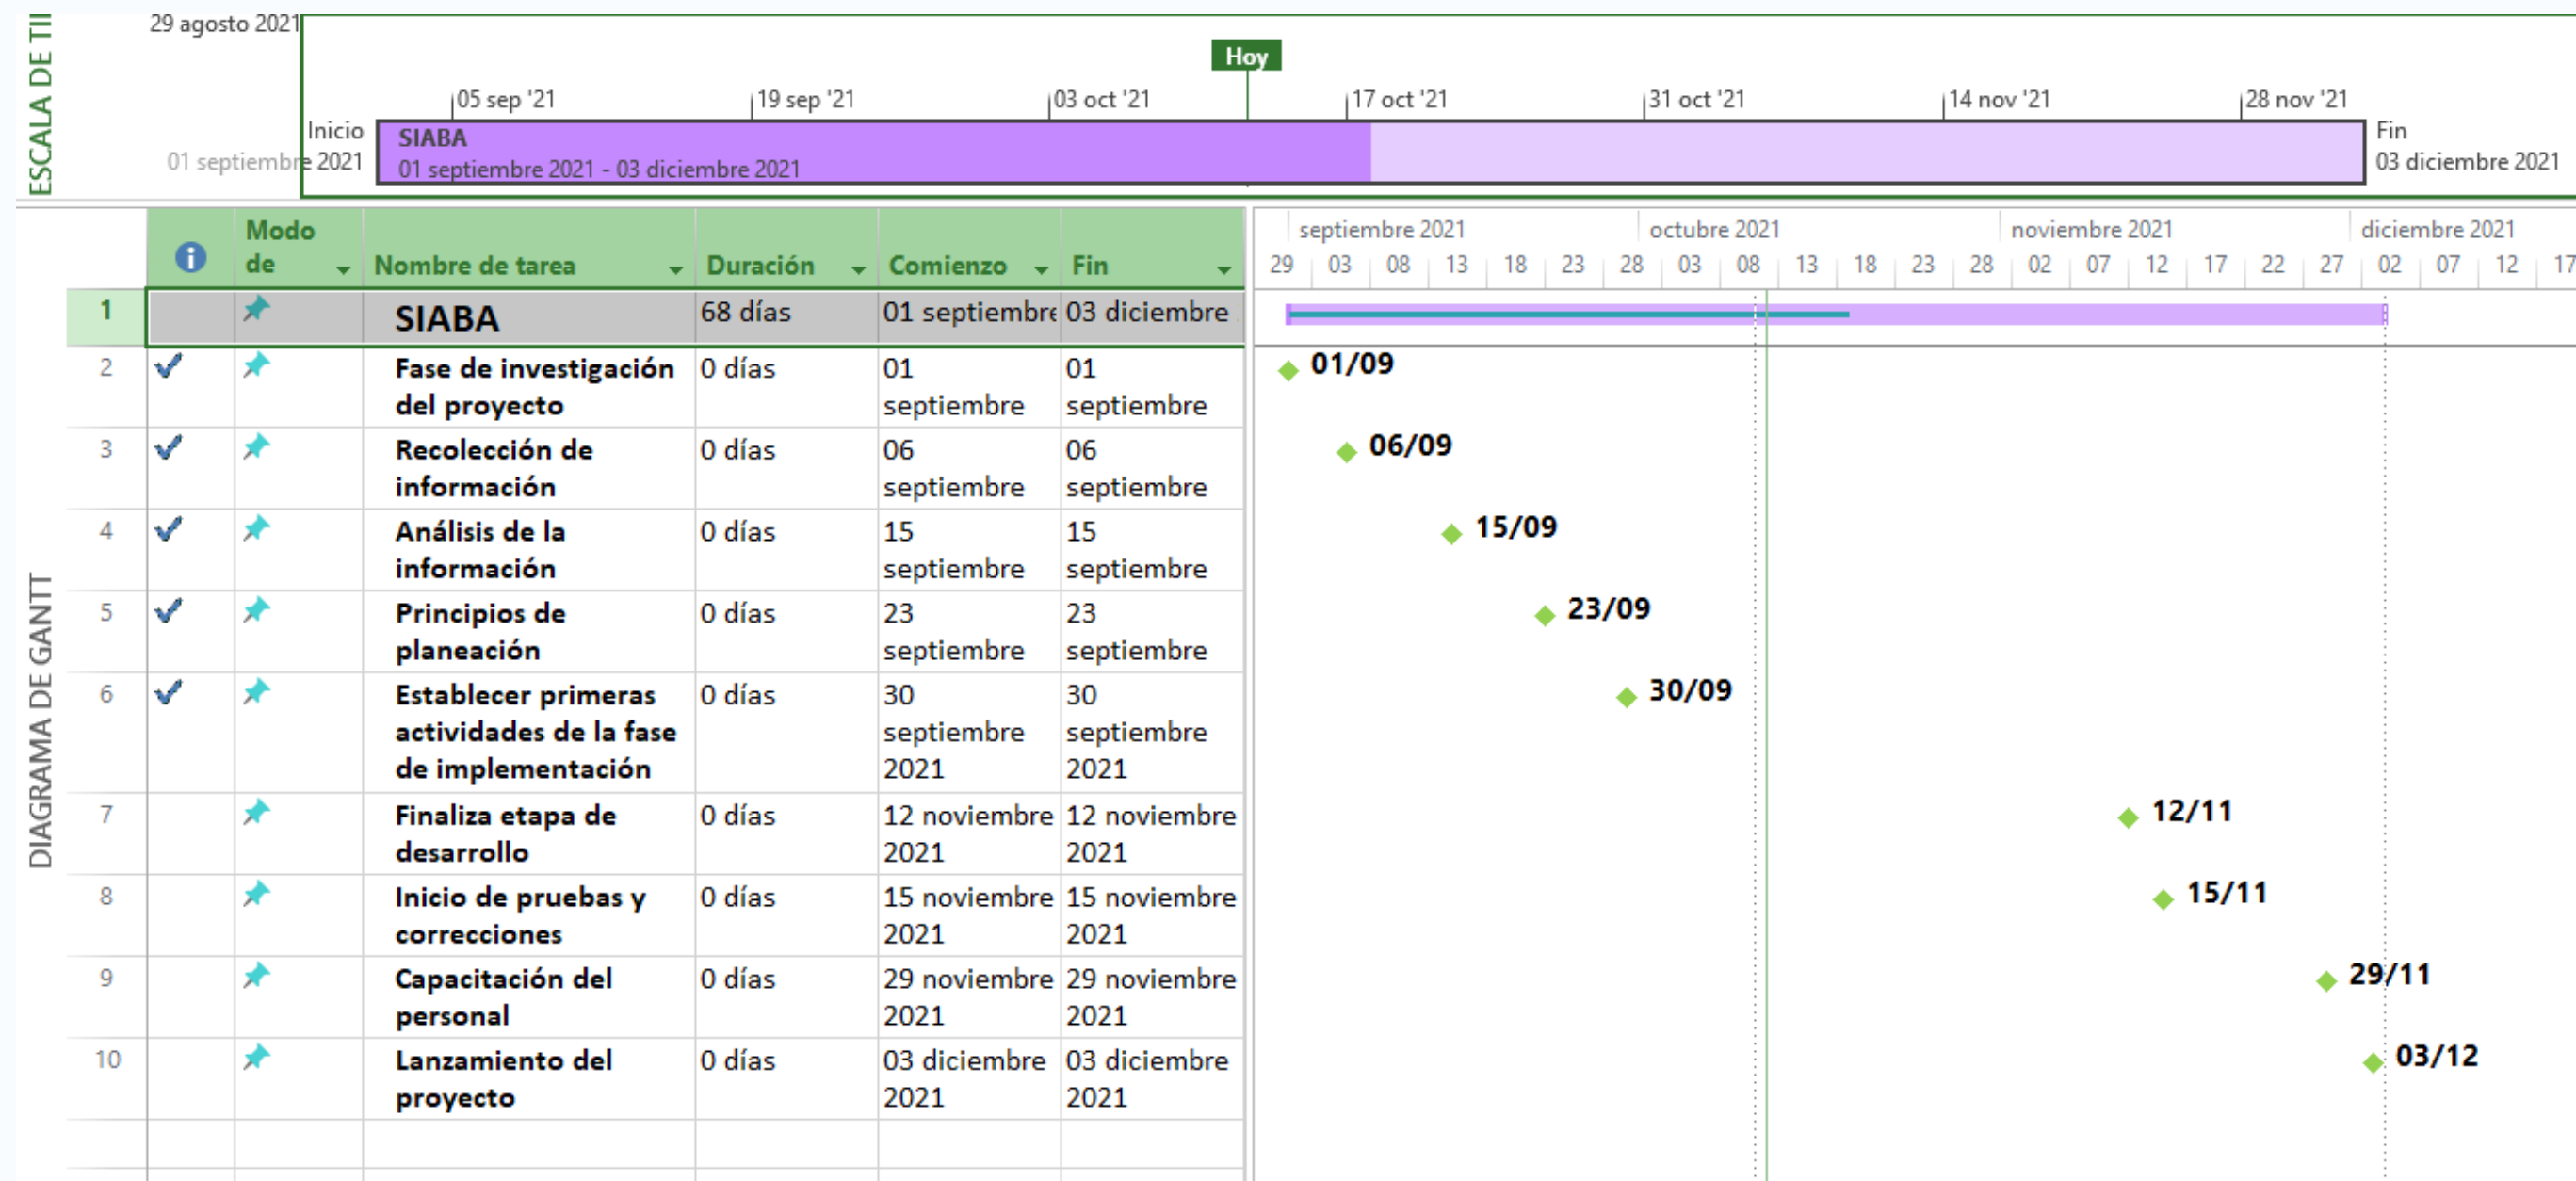 ESCALA DE TI
29 agosto 2021
Hoy
05 sep '21
19 sep '21
03 oct '21
17 oct '21
31 oct '21
14 nov '21
28 nov '21
Inicio
01 septiembre 2021
SIABA
01 septiembre 2021 - 03 diciembre 2021
Fin
03 diciembre 2021
DIAGRAMA DE GANTT
Modo
de
Nombre de tarea
Duración
Comienzo
Fin
septiembre 2021
octubre 2021
noviembre 2021
diciembre 2021
29 03 08 13 18 23 28 03 08 13 18 23 28 02 07 12 17 22 27 02 07 12 17
1 SIABA 68 días 01 septiembre 03 diciembre
2 Fase de investigación 0 días 01 01 01/09
del proyecto septiembre septiembre
3 Recolección de 0 días 06 06 06/09
información septiembre septiembre
4 Análisis de la 0 días 15 15 15/09
información septiembre septiembre
5 Principios de 0 días 23 23 23/09
planeación septiembre septiembre
6 Establecer primeras 0 días 30 30 30/09
actividades de la fase septiembre septiembre
de implementación 2021 2021
7 Finaliza etapa de 0 días 12 noviembre 12 noviembre 12/11
desarrollo 2021 2021
8 Inicio de pruebas y 0 días 15 noviembre 15 noviembre 15/11
correcciones 2021 2021
9 Capacitación del 0 días 29 noviembre 29 noviembre 29/11
personal 2021 2021
10 Lanzamiento del 0 días 03 diciembre 03 diciembre 03/12
proyecto 2021 2021